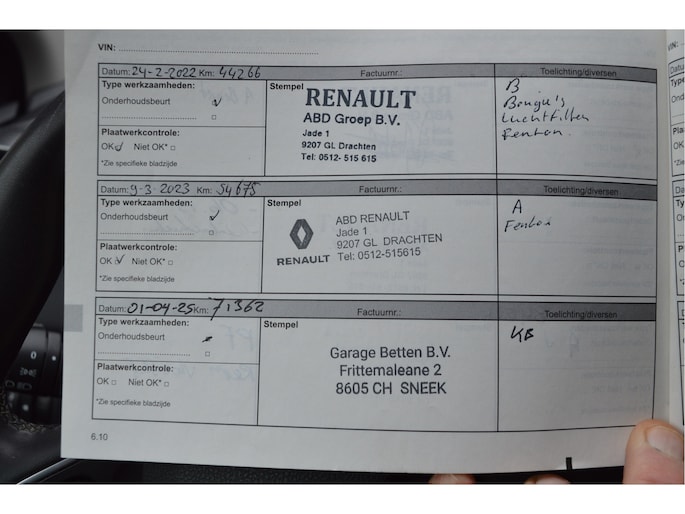 VIN:
Datum: 24-2-2022 Km: 44266 Factuurnr.: Toelichting/diversen
Type werkzaamheden:
Onderhoudsbeurt
Plaatwerkcontrole:
OK Niet OK*
*Zie specifieke bladzijde
Stempel
RENAULT
ABD Groep B.V.
Jade 1
9207 GL Drachten
Tel: 0512- 515 615
B
Bougie's
Luchtfilter
Datum: 9-3-2023 Km: 54675 Factuurnr.: Toelichting/diversen
Type werkzaamheden:
Onderhoudsbeurt
Plaatwerkcontrole:
OK Niet OK*
*Zie specifieke bladzijde
Stempel
RENAULT
ABD RENAULT
Jade 1
9207 GL DRACHTEN
Tel: 0512-515615
A
Datum: 01-04-25 Km: 71362 Factuurnr.: Toelichting/diversen
Type werkzaamheden:
Onderhoudsbeurt
Plaatwerkcontrole:
OK Niet OK*
*Zie specifieke bladzijde
Stempel
Garage Betten B.V.
Frittemaleane 2
8605 CH SNEEK
KB
6.10